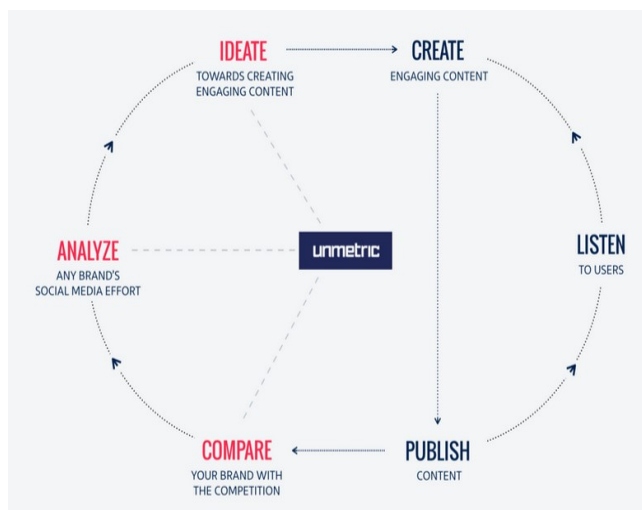 IDEATE
TOWARDS CREATING
ENGAGING CONTENT
CREATE
ENGAGING CONTENT
ANALYZE
ANY BRAND'S
SOCIAL MEDIA EFFORT
unmetric
LISTEN
TO USERS
COMPARE
YOUR BRAND WITH
THE COMPETITION
PUBLISH
CONTENT